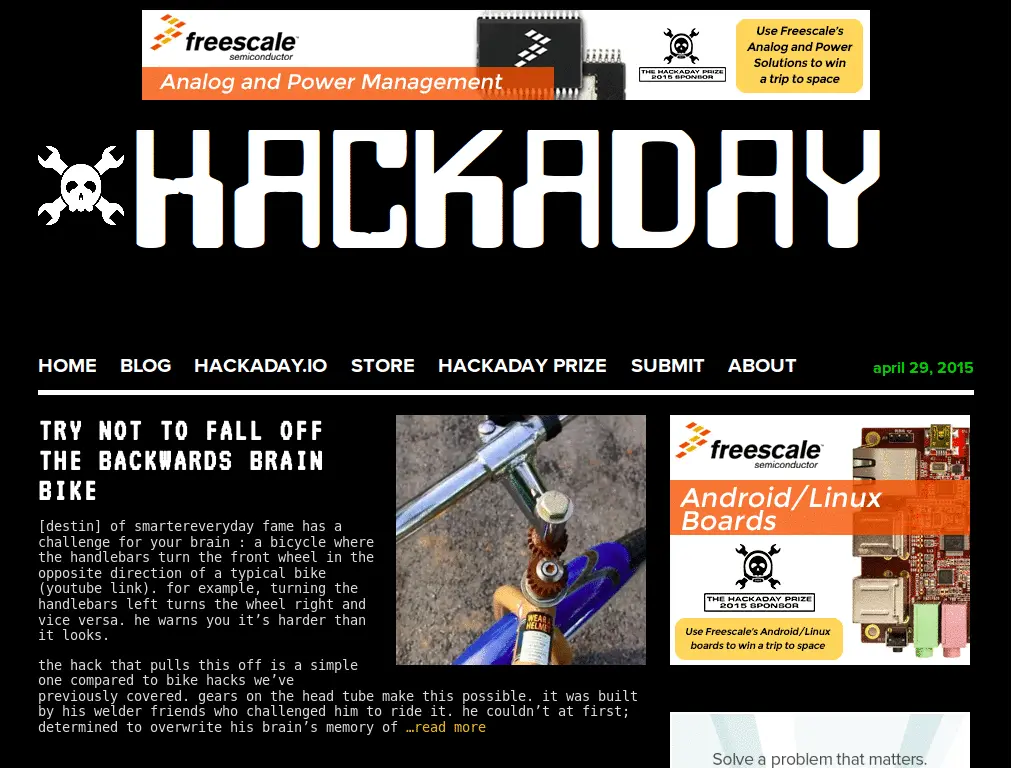 freescale
semiconductor
Analog and Power Management
THE HACKADAY PRIZE
2015 SPONSOR
Use Freescale's
Analog and Power
Solutions to win
a trip to space
HACKADAY
HOME BLOG HACKADAY.IO STORE HACKADAY PRIZE SUBMIT ABOUT april 29, 2015
TRY NOT TO FALL OFF
THE BACKWARDS BRAIN
BIKE
[destin] of smartereveryday fame has a
challenge for your brain : a bicycle where
the handlebars turn the front wheel in the
opposite direction of a typical bike
(youtube link). for example, turning the
handlebars left turns the wheel right and
vice versa. he warns you it’s harder than
it looks.
the hack that pulls this off is a simple
one compared to bike hacks we’ve
previously covered. gears on the head tube make this possible. it was built
by his welder friends who challenged him to ride it. he couldn’t at first;
determined to overwrite his brain’s memory of …read more
WEAR A
HELMET
freescale
semiconductor
Android/Linux
Boards
THE HACKADAY PRIZE
2015 SPONSOR
Use Freescale's Android/Linux
boards to win a trip to space
Solve a problem that matters.